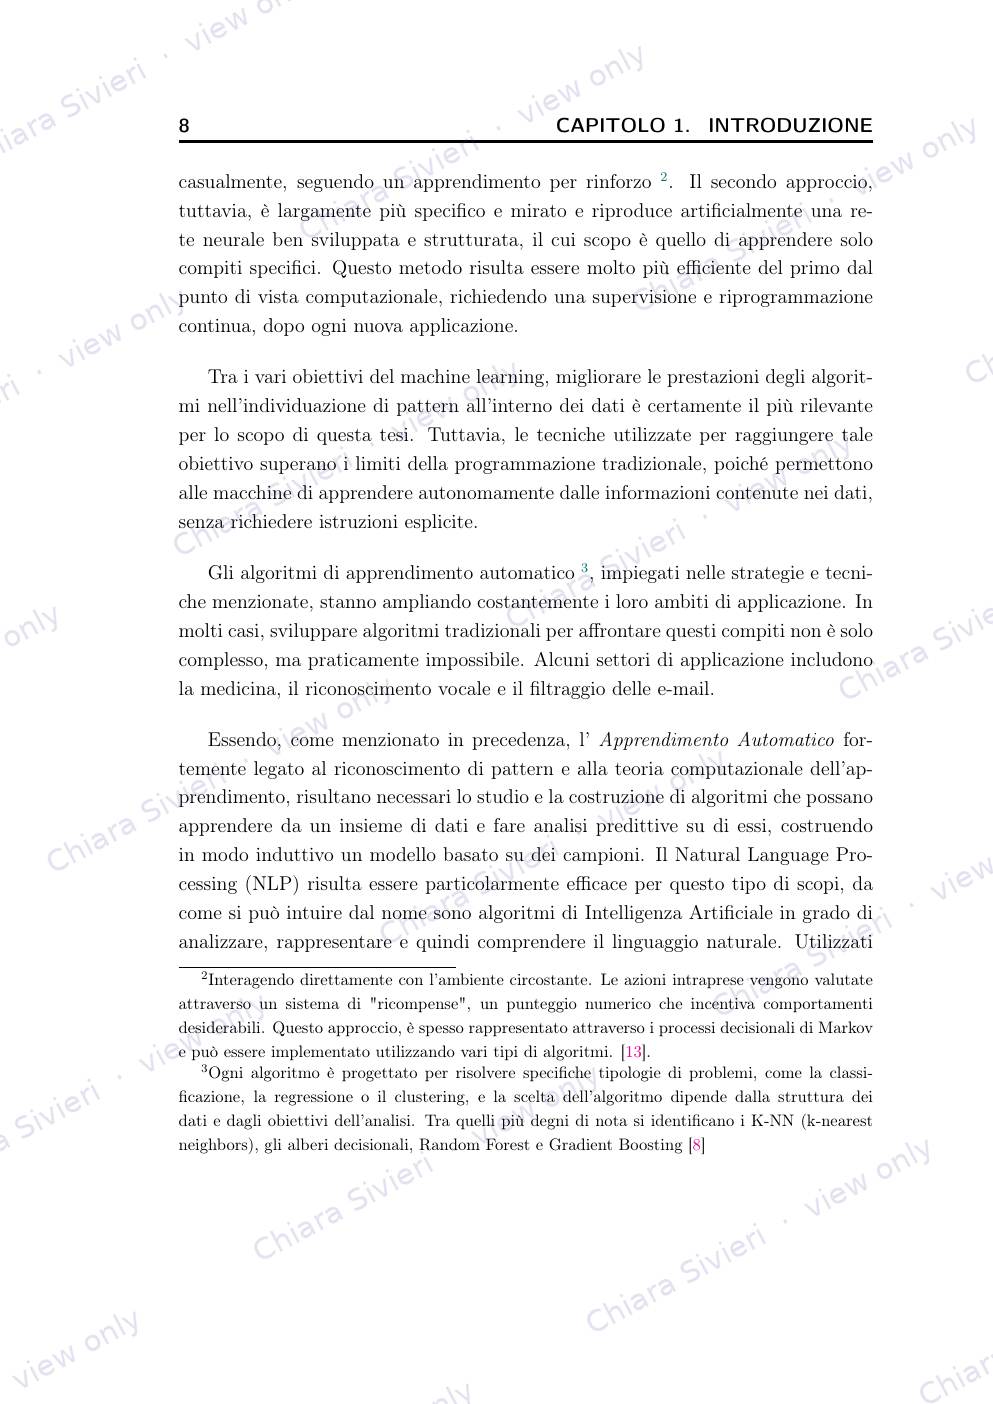 8 CAPITOLO 1. INTRODUZIONE
casualmente, seguendo un apprendimento per rinforzo ². Il secondo approccio,
tuttavia, è largamente più specifico e mirato e riproduce artificialmente una re-
te neurale ben sviluppata e strutturata, il cui scopo è quello di apprendere solo
compiti specifici. Questo metodo risulta essere molto più efficiente del primo dal
punto di vista computazionale, richiedendo una supervisione e riprogrammazione
continua, dopo ogni nuova applicazione.
Tra i vari obiettivi del machine learning, migliorare le prestazioni degli algorit-
mi nell'individuazione di pattern all'interno dei dati è certamente il più rilevante
per lo scopo di questa tesi. Tuttavia, le tecniche utilizzate per raggiungere tale
obiettivo superano i limiti della programmazione tradizionale, poiché permettono
alle macchine di apprendere autonomamente dalle informazioni contenute nei dati,
senza richiedere istruzioni esplicite.
Gli algoritmi di apprendimento automatico ³, impiegati nelle strategie e tecni-
che menzionate, stanno ampliando costantemente i loro ambiti di applicazione. In
molti casi, sviluppare algoritmi tradizionali per affrontare questi compiti non è solo
complesso, ma praticamente impossibile. Alcuni settori di applicazione includono
la medicina, il riconoscimento vocale e il filtraggio delle e-mail.
Essendo, come menzionato in precedenza, l' Apprendimento Automatico for-
temente legato al riconoscimento di pattern e alla teoria computazionale dell'ap-
prendimento, risultano necessari lo studio e la costruzione di algoritmi che possano
apprendere da un insieme di dati e fare analisi predittive su di essi, costruendo
in modo induttivo un modello basato su dei campioni. Il Natural Language Pro-
cessing (NLP) risulta essere particolarmente efficace per questo tipo di scopi, da
come si può intuire dal nome sono algoritmi di Intelligenza Artificiale in grado di
analizzare, rappresentare e quindi comprendere il linguaggio naturale. Utilizzati
²Interagendo direttamente con l'ambiente circostante. Le azioni intraprese vengono valutate
attraverso un sistema di "ricompense", un punteggio numerico che incentiva comportamenti
desiderabili. Questo approccio, è spesso rappresentato attraverso i processi decisionali di Markov
e può essere implementato utilizzando vari tipi di algoritmi. [13].
³Ogni algoritmo è progettato per risolvere specifiche tipologie di problemi, come la classi-
ficazione, la regressione o il clustering, e la scelta dell'algoritmo dipende dalla struttura dei
dati e dagli obiettivi dell'analisi. Tra quelli più degni di nota si identificano i K-NN (k-nearest
neighbors), gli alberi decisionali, Random Forest e Gradient Boosting [8]
Chiara Sivieri · view only